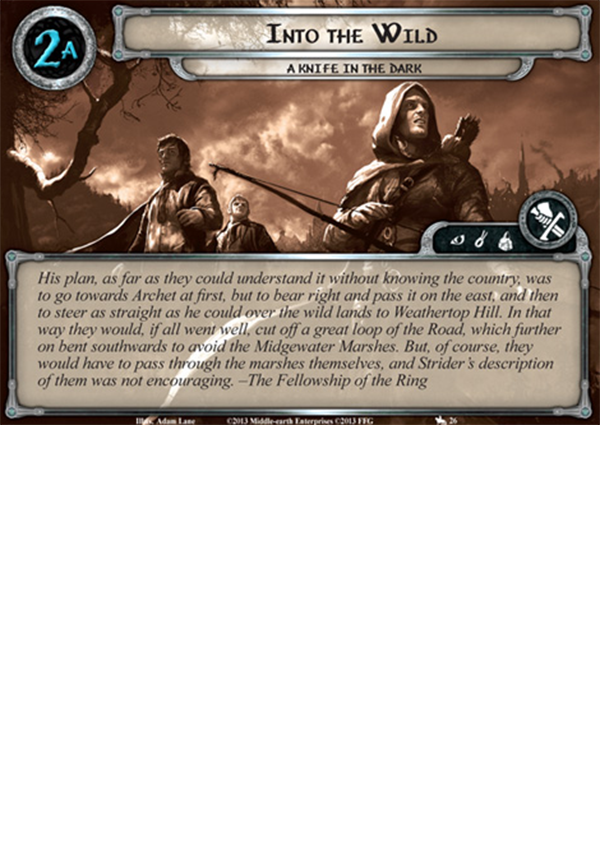 2A
INTO THE WILD
A KNIFE IN THE DARK
His plan, as far as they could understand it without knowing the country, was
to go towards Archet at first, but to bear right and pass it on the east, and then
to steer as straight as he could over the wild lands to Weathertop Hill. In that
way they would, if all went well, cut off a great loop of the Road, which further
on bent southwards to avoid the Midgewater Marshes. But, of course, they
would have to pass through the marshes themselves, and Strider's description
of them was not encouraging. –The Fellowship of the Ring
Illus. Adam Lane ©2013 Middle-earth Enterprises ©2013 FFG 26